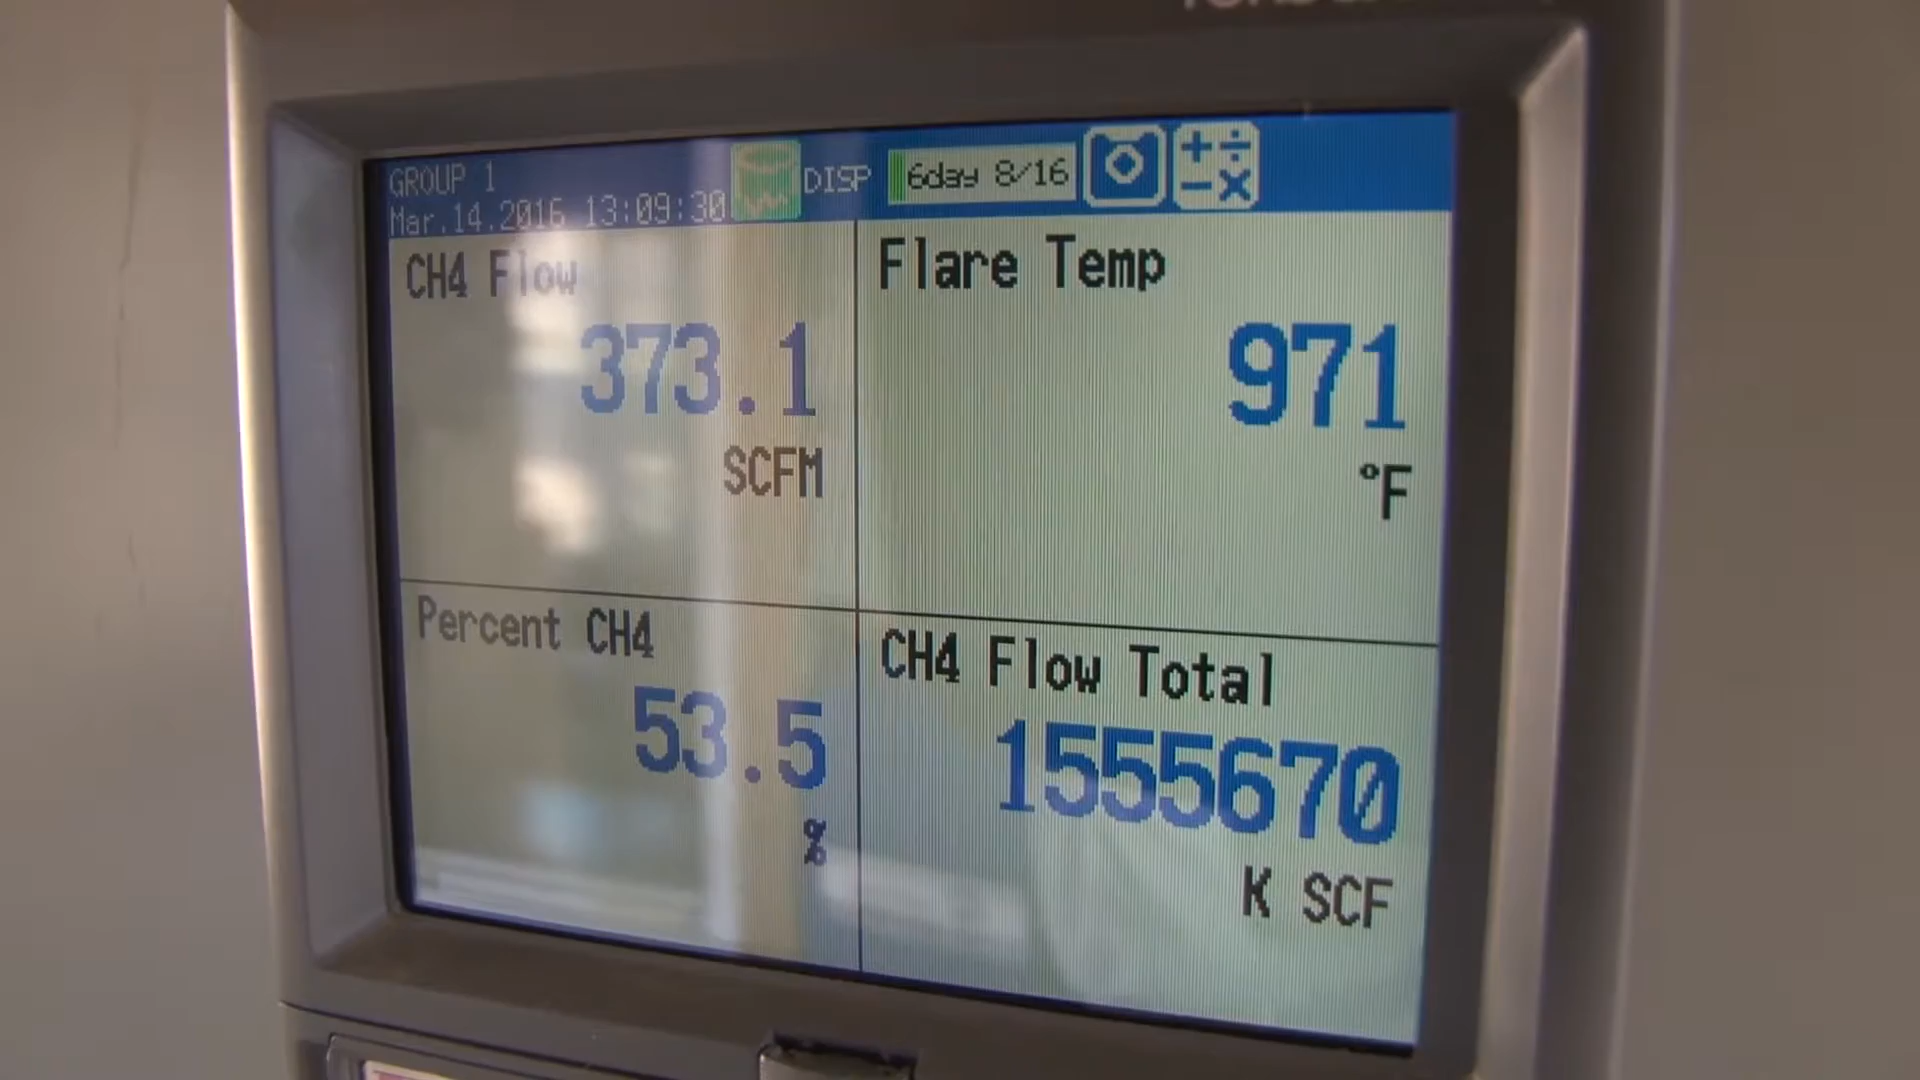 GROUP 1
Mar.14.2016 13:09:30
DISP
6day 8/16
CH4 Flow
373.1
SCFM
Flare Temp
971
°F
Percent CH4
53.5
%
CH4 Flow Total
1555670
K SCF